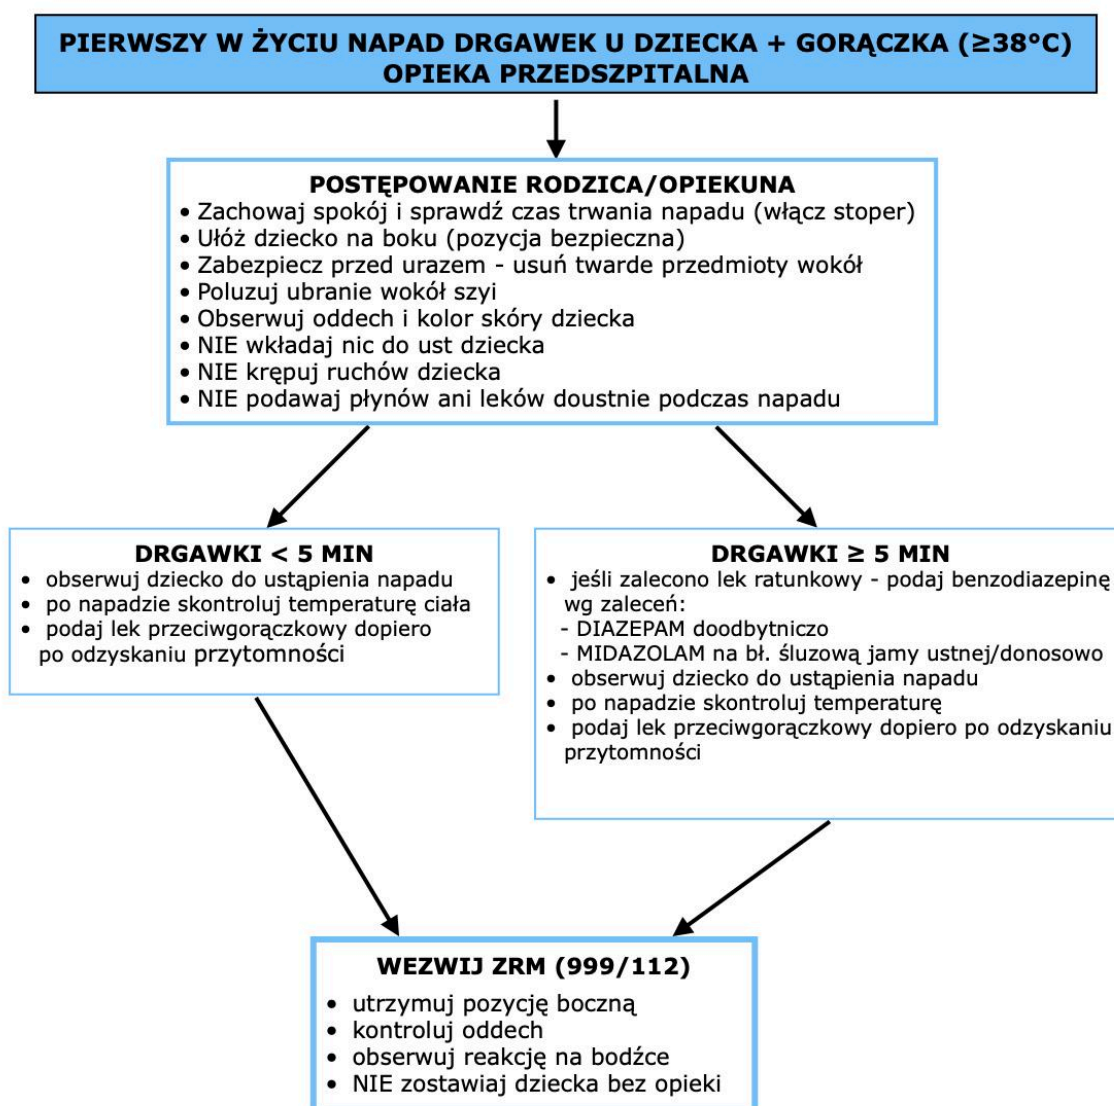 PIERWSZY W ŻYCIU NAPAD DRGAWEK U DZIECKA + GORĄCZKA (≥38°C)
OPIEKA PRZEDSZPITALNA
POSTĘPOWANIE RODZICA/OPIEKUNA
• Zachowaj spokój i sprawdź czas trwania napadu (włącz stoper)
• Ułóż dziecko na boku (pozycja bezpieczna)
• Zabezpiecz przed urazem - usuń twarde przedmioty wokół
• Poluzuj ubranie wokół szyi
• Obserwuj oddech i kolor skóry dziecka
• NIE wkładaj nic do ust dziecka
• NIE krępuj ruchów dziecka
• NIE podawaj płynów ani leków doustnie podczas napadu
DRGAWKI < 5 MIN
• obserwuj dziecko do ustąpienia napadu
• po napadzie skontroluj temperaturę ciała
• podaj lek przeciwgorączkowy dopiero
po odzyskaniu przytomności
DRGAWKI ≥ 5 MIN
• jeśli zalecono lek ratunkowy - podaj benzodiazepinę
wg zaleceń:
- DIAZEPAM doodbytniczo
- MIDAZOLAM na bł. śluzową jamy ustnej/donosowo
• obserwuj dziecko do ustąpienia napadu
• po napadzie skontroluj temperaturę
• podaj lek przeciwgorączkowy dopiero po odzyskaniu
przytomności
WEZWIJ ZRM (999/112)
• utrzymuj pozycję boczną
• kontroluj oddech
• obserwuj reakcję na bodźce
• NIE zostawiaj dziecka bez opieki